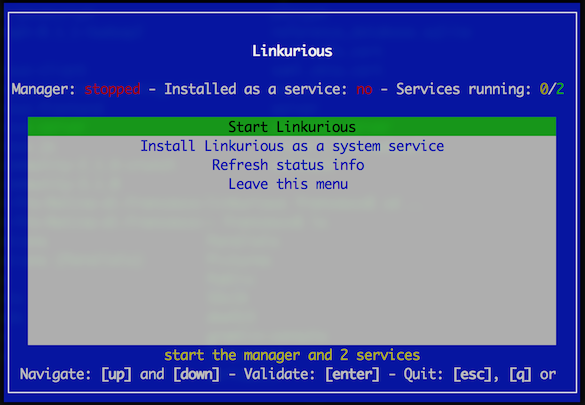 Linkurious
Manager: stopped - Installed as a service: no - Services running: 0/2
Start Linkurious
Install Linkurious as a system service
Refresh status info
Leave this menu
start the manager and 2 services
Navigate: [up] and [down] - Validate: [enter] - Quit: [esc], [q] or